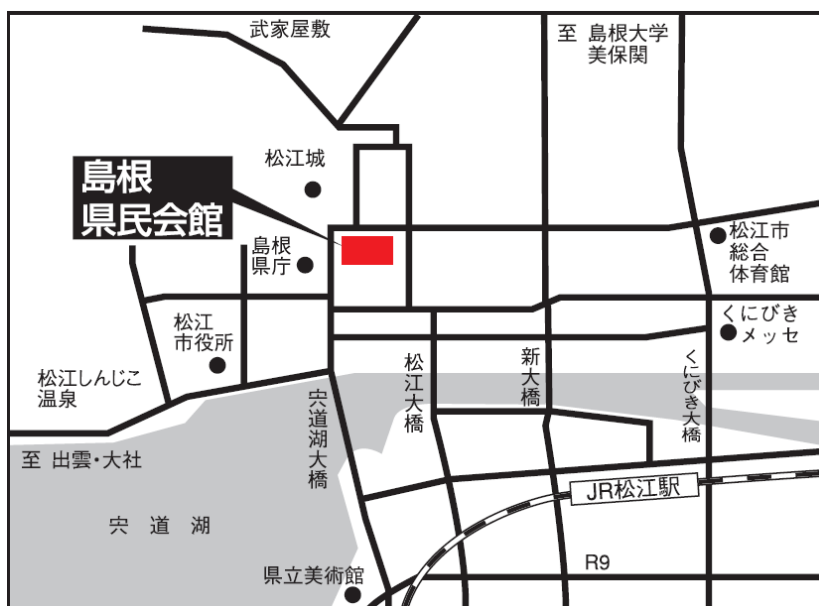 武家屋敷
至 島根大学
美保関
松江城
島根
県民会館
島根
県庁
松江市
総合
体育館
松江
市役所
くにびき
メッセ
松江しんじこ
温泉
宍道湖大橋
松江大橋
新大橋
くにびき大橋
至 出雲・大社
宍道湖
JR松江駅
県立美術館
R9